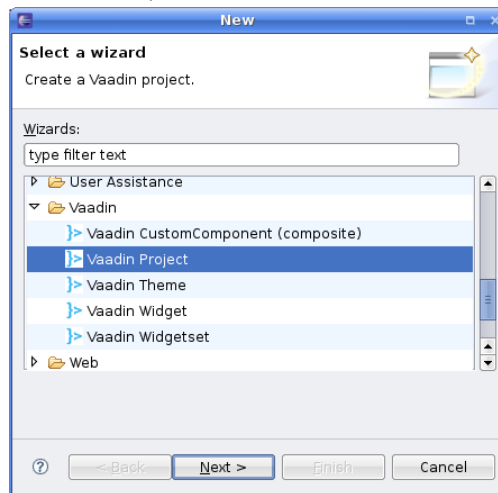 New
Select a wizard
Create a Vaadin project.
Wizards:
type filter text
User Assistance
Vaadin
Vaadin CustomComponent (composite)
Vaadin Project
Vaadin Theme
Vaadin Widget
Vaadin Widgetset
Web
? < Back Next > Finish Cancel